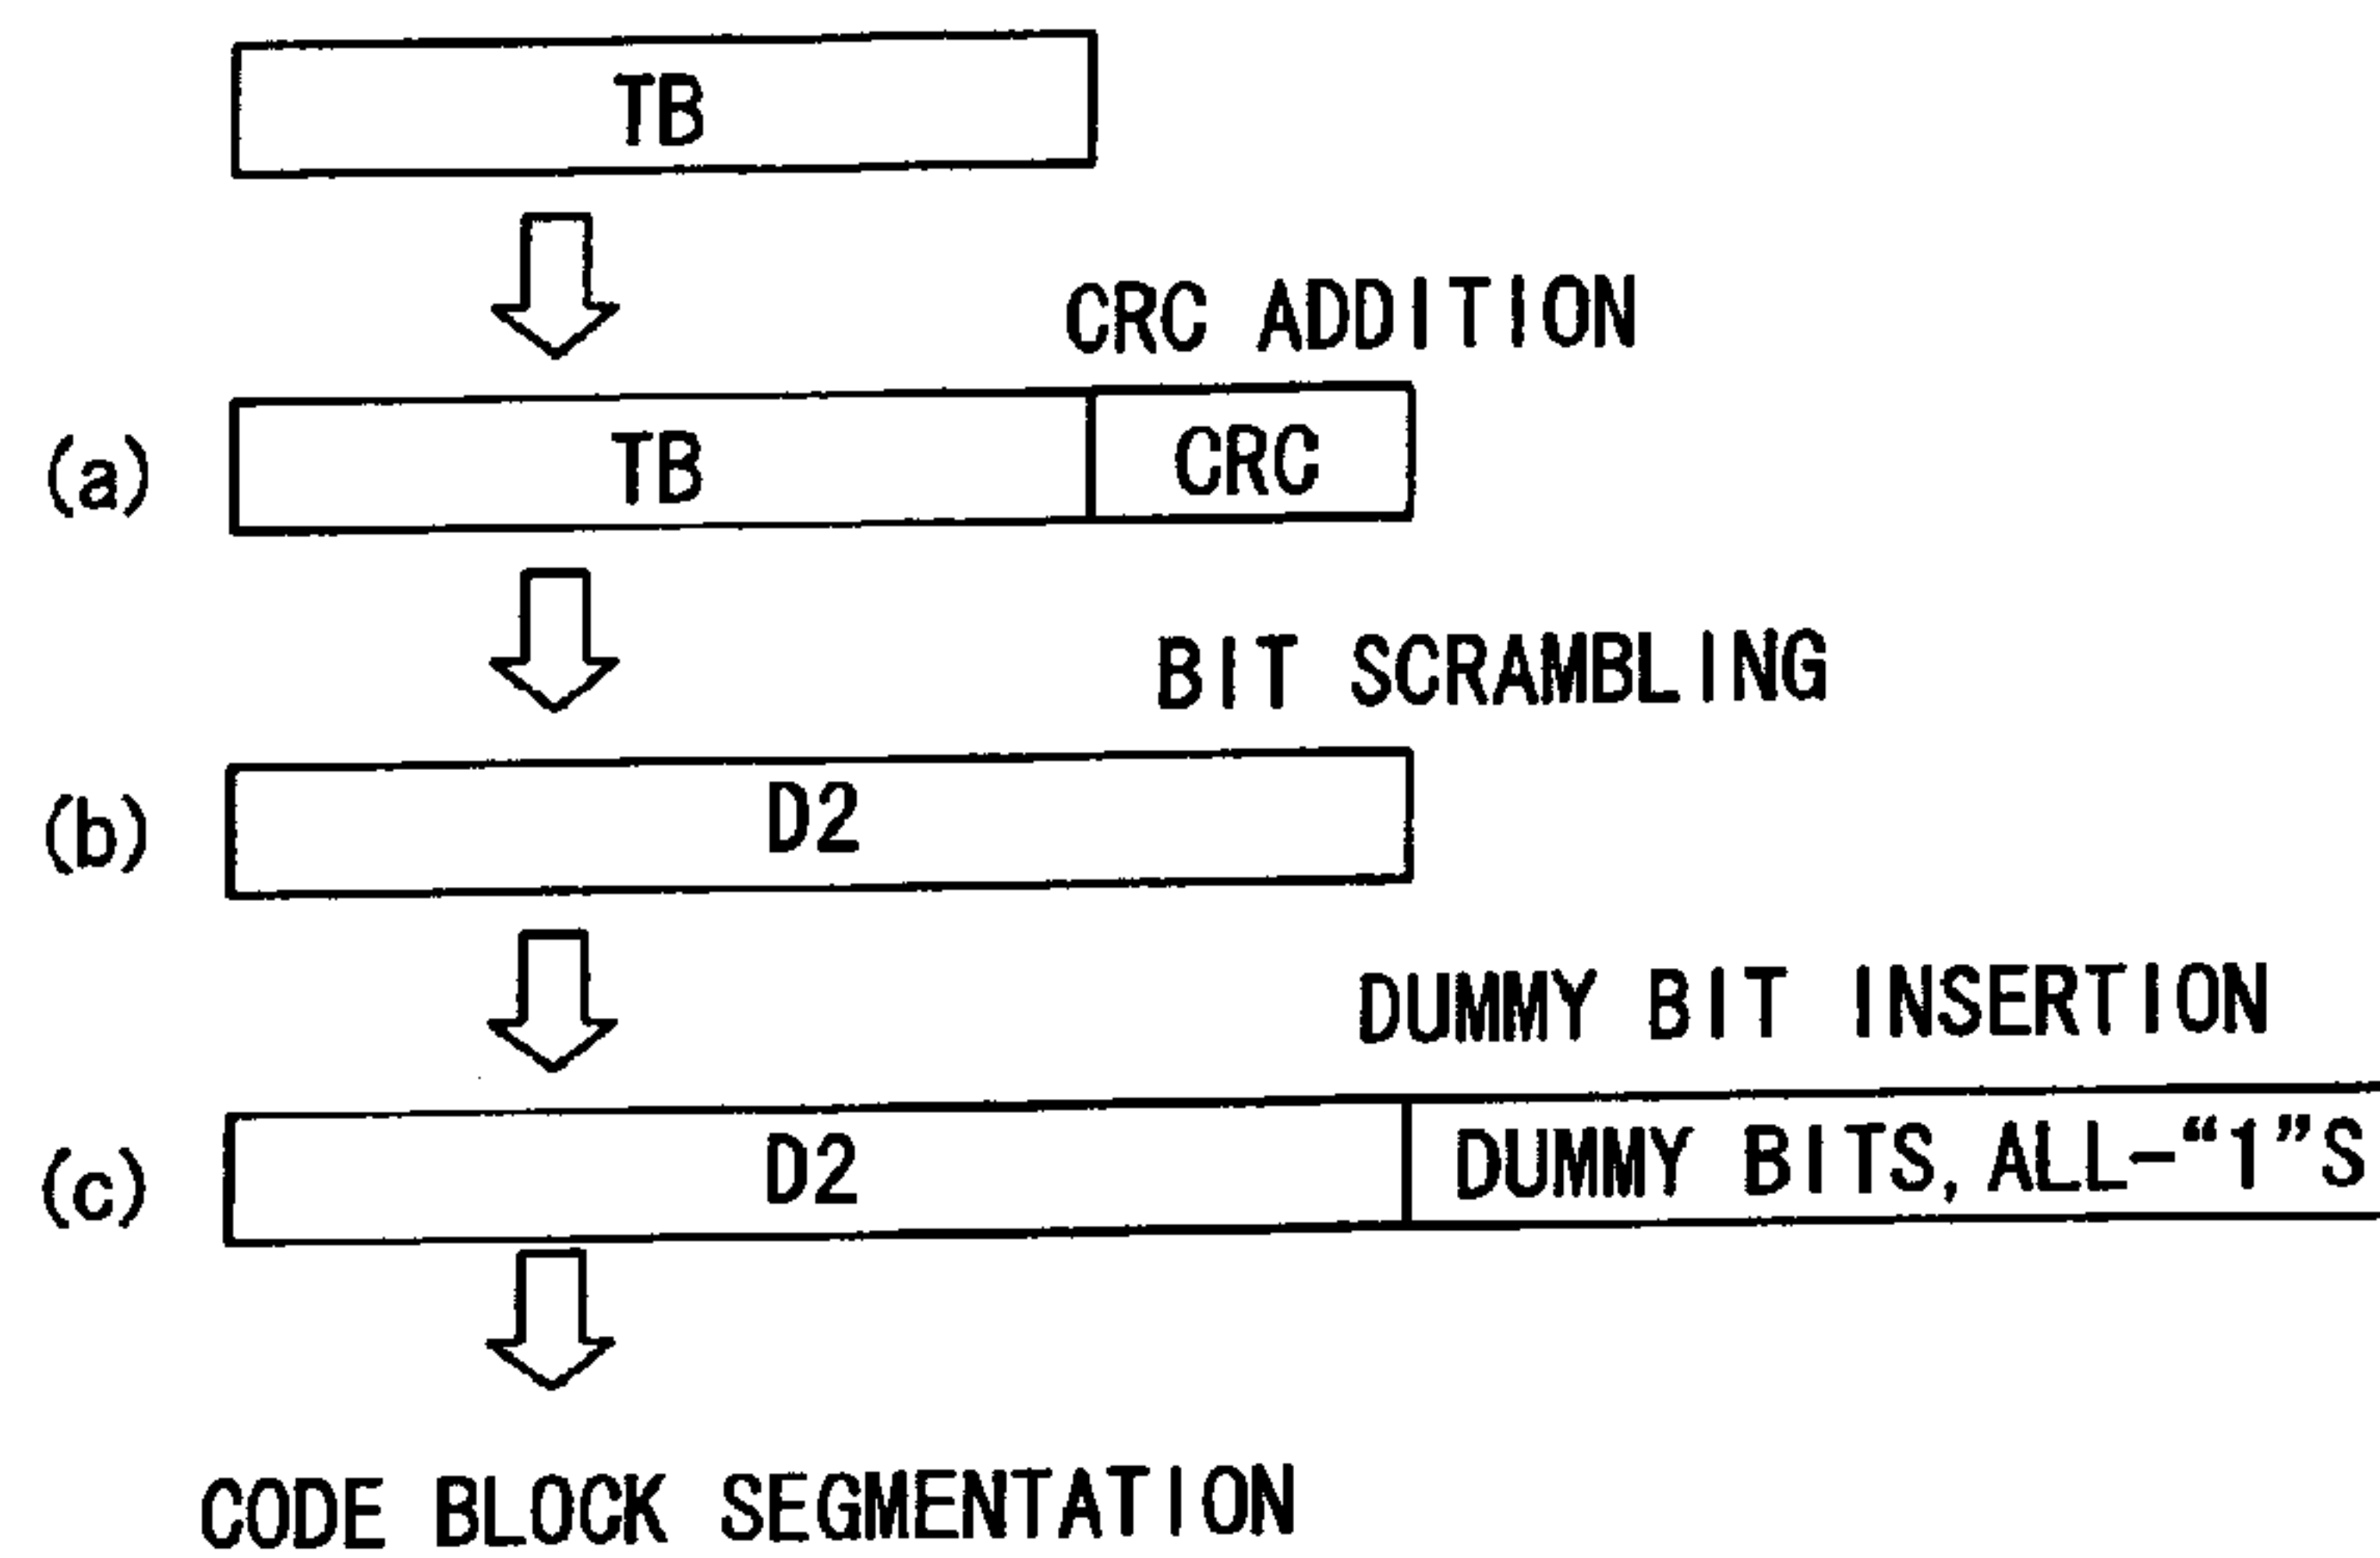 TB
CRC ADDITION
(a) TB CRC
BIT SCRAMBLING
(b) D2
DUMMY BIT INSERTION
(c) D2 DUMMY BITS, ALL-“1”S
CODE BLOCK SEGMENTATION